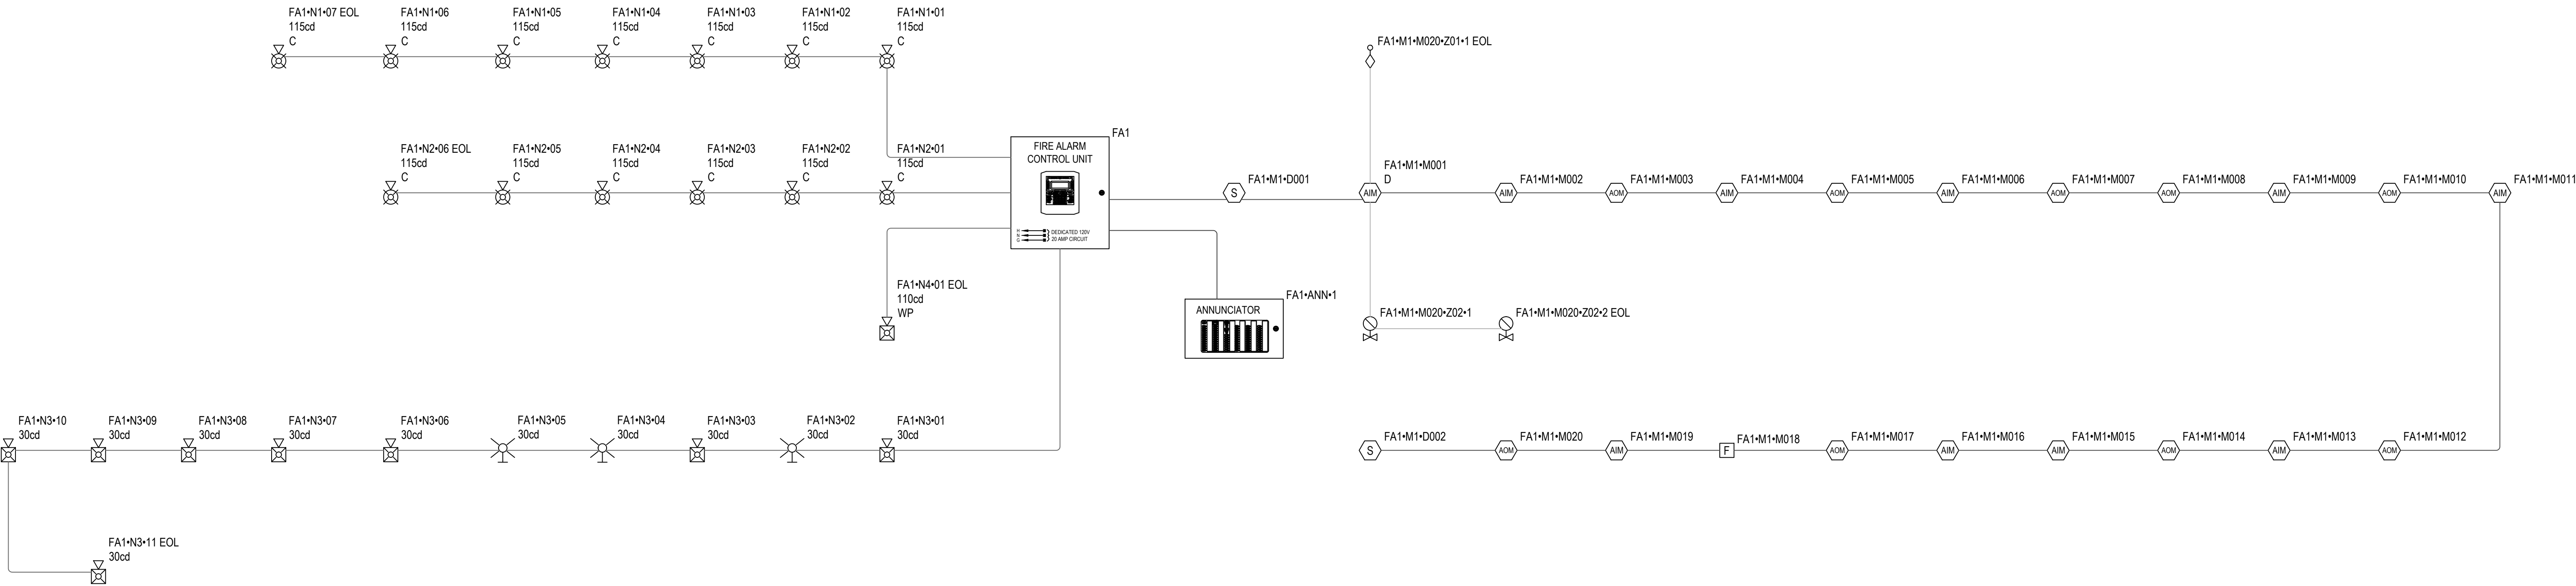 FA1•N1•07 EOL
115cd
C
FA1•N1•06
115cd
C
FA1•N1•05
115cd
C
FA1•N1•04
115cd
C
FA1•N1•03
115cd
C
FA1•N1•02
115cd
C
FA1•N1•01
115cd
C
FA1•M1•M020•Z01•1 EOL
FA1•N2•06 EOL
115cd
C
FA1•N2•05
115cd
C
FA1•N2•04
115cd
C
FA1•N2•03
115cd
C
FA1•N2•02
115cd
C
FA1•N2•01
115cd
C
FA1
FIRE ALARM
CONTROL UNIT
H
N
G
DEDICATED 120V
20 AMP CIRCUIT
S
FA1•M1•D001
FA1•M1•M001
D
AIM
AIM
FA1•M1•M002
AOM
FA1•M1•M003
AIM
FA1•M1•M004
AOM
FA1•M1•M005
AIM
FA1•M1•M006
AIM
FA1•M1•M007
AOM
FA1•M1•M008
AIM
FA1•M1•M009
AOM
FA1•M1•M010
AIM
FA1•M1•M011
FA1•N4•01 EOL
110cd
WP
FA1•ANN•1
ANNUNCIATOR
FA1•M1•M020•Z02•1
FA1•M1•M020•Z02•2 EOL
FA1•N3•10
30cd
FA1•N3•09
30cd
FA1•N3•08
30cd
FA1•N3•07
30cd
FA1•N3•06
30cd
FA1•N3•05
30cd
FA1•N3•04
30cd
FA1•N3•03
30cd
FA1•N3•02
30cd
FA1•N3•01
30cd
S
FA1•M1•D002
AOM
FA1•M1•M020
AIM
FA1•M1•M019
F
FA1•M1•M018
AOM
FA1•M1•M017
AIM
FA1•M1•M016
AIM
FA1•M1•M015
AOM
FA1•M1•M014
AIM
FA1•M1•M013
AOM
FA1•M1•M012
FA1•N3•11 EOL
30cd